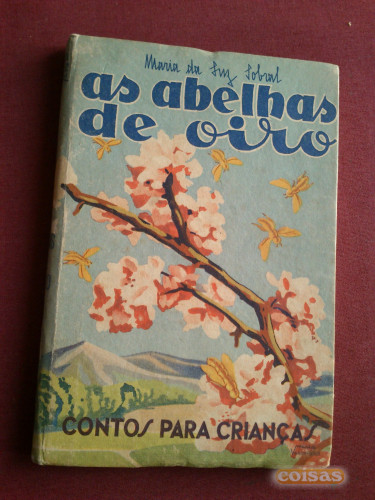 Maria da Luz Sobral
as abelhas
de oiro
CONTOS PARA CRIANÇAS
coisas